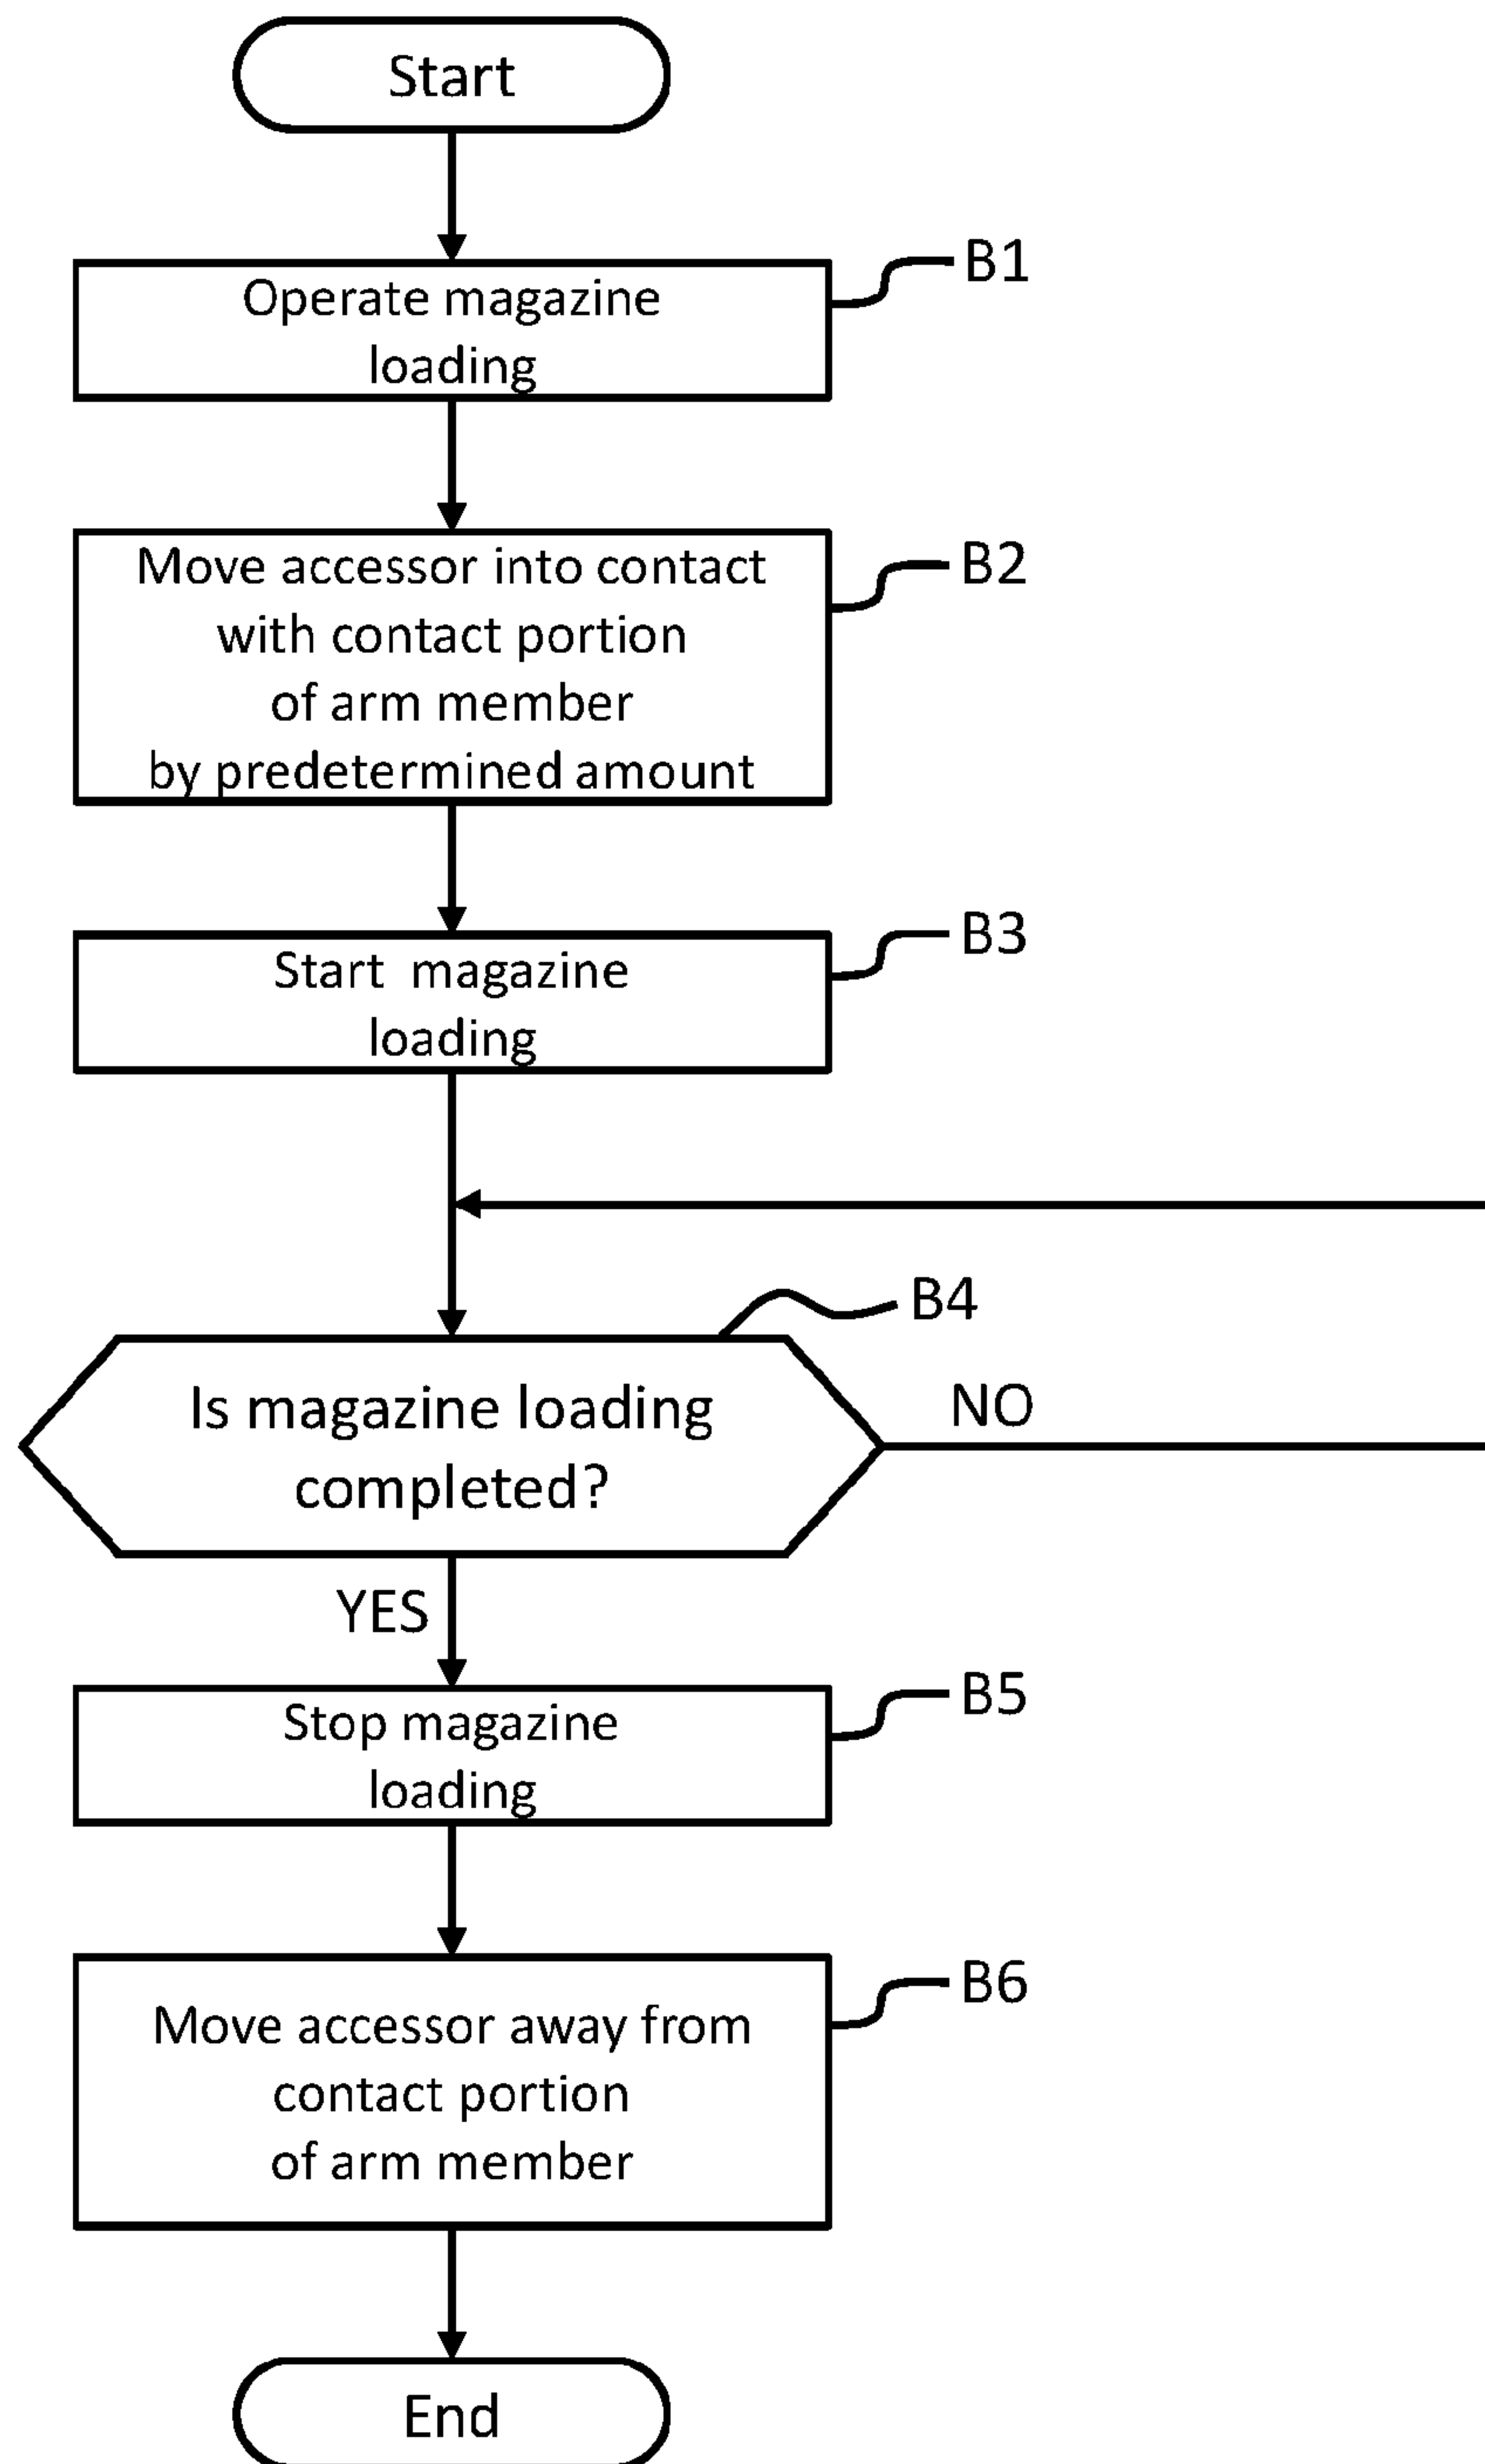 Start
B1
Operate magazine
loading
B2
Move accessor into contact
with contact portion
of arm member
by predetermined amount
B3
Start magazine
loading
B4
Is magazine loading
completed?
NO
YES
B5
Stop magazine
loading
B6
Move accessor away from
contact portion
of arm member
End